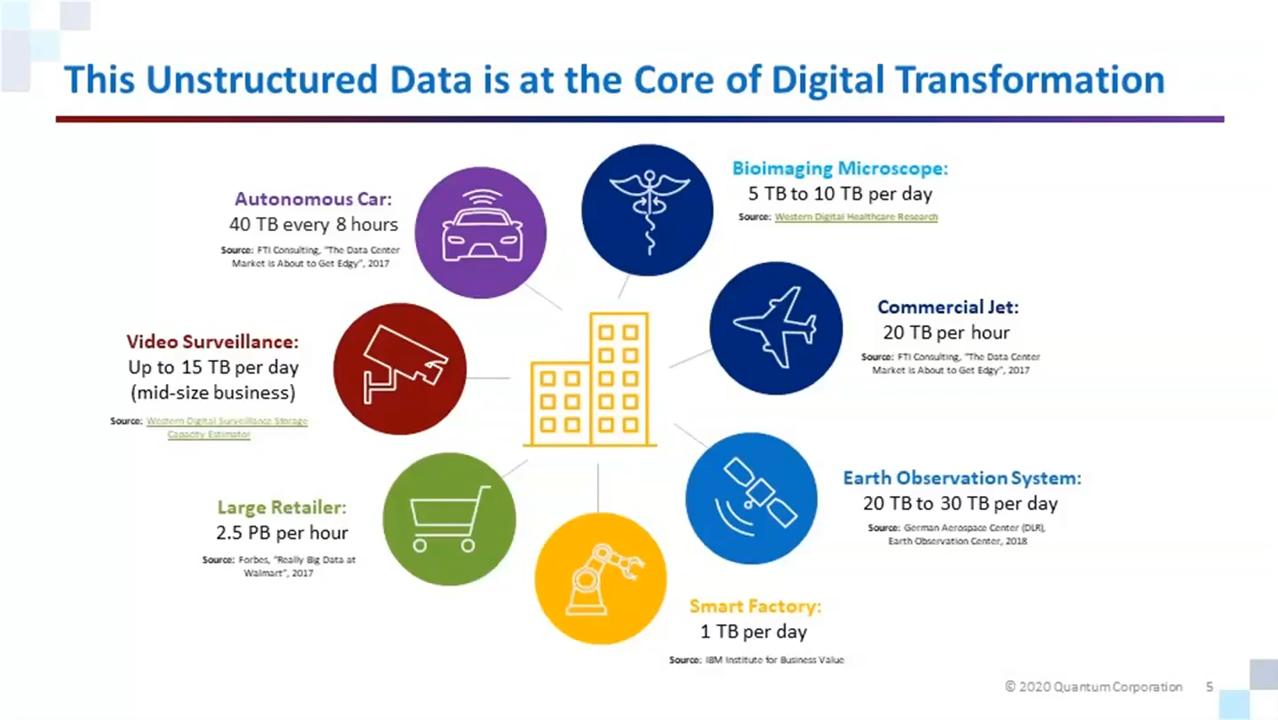 This Unstructured Data is at the Core of Digital Transformation
Autonomous Car:
40 TB every 8 hours
Source: FTI Consulting, "The Data Center
Market is About to Get Edgy", 2017
Bioimaging Microscope:
5 TB to 10 TB per day
Source: Western Digital Healthcare Research
Commercial Jet:
20 TB per hour
Source: FTI Consulting, "The Data Center
Market is About to Get Edgy", 2017
Video Surveillance:
Up to 15 TB per day
(mid-size business)
Source: Western Digital Surveillance Storage
Capacity Estimator
Earth Observation System:
20 TB to 30 TB per day
Source: German Aerospace Center (DLR),
Earth Observation Center, 2018
Large Retailer:
2.5 PB per hour
Source: Forbes, "Really Big Data at
Walmart", 2017
Smart Factory:
1 TB per day
Source: IBM Institute for Business Value
© 2020 Quantum Corporation 5